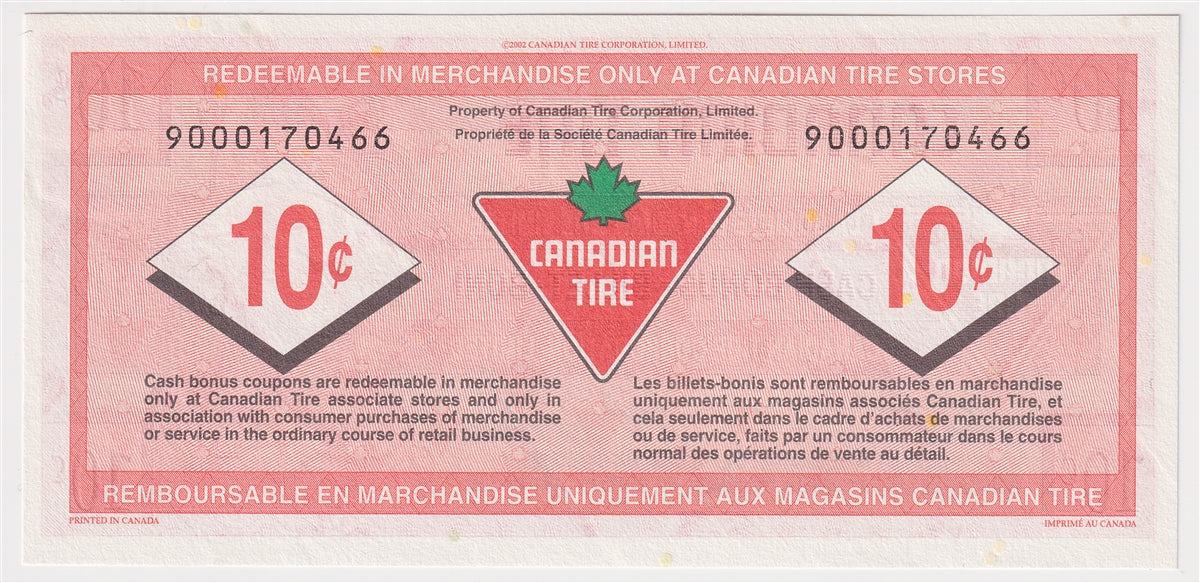 ©2002 CANADIAN TIRE CORPORATION, LIMITED.
REDEEMABLE IN MERCHANDISE ONLY AT CANADIAN TIRE STORES
Property of Canadian Tire Corporation, Limited.
Propriété de la Société Canadian Tire Limitée.
9000170466
9000170466
10¢
CANADIAN
TIRE
10¢
Cash bonus coupons are redeemable in merchandise
only at Canadian Tire associate stores and only in
association with consumer purchases of merchandise
or service in the ordinary course of retail business.
Les billets-bonis sont remboursables en marchandise
uniquement aux magasins associés Canadian Tire, et
cela seulement dans le cadre d'achats de marchandises
ou de service, faits par un consommateur dans le cours
normal des opérations de vente au détail.
REMBOURSABLE EN MARCHANDISE UNIQUEMENT AUX MAGASINS CANADIAN TIRE
PRINTED IN CANADA
IMPRIMÉ AU CANADA